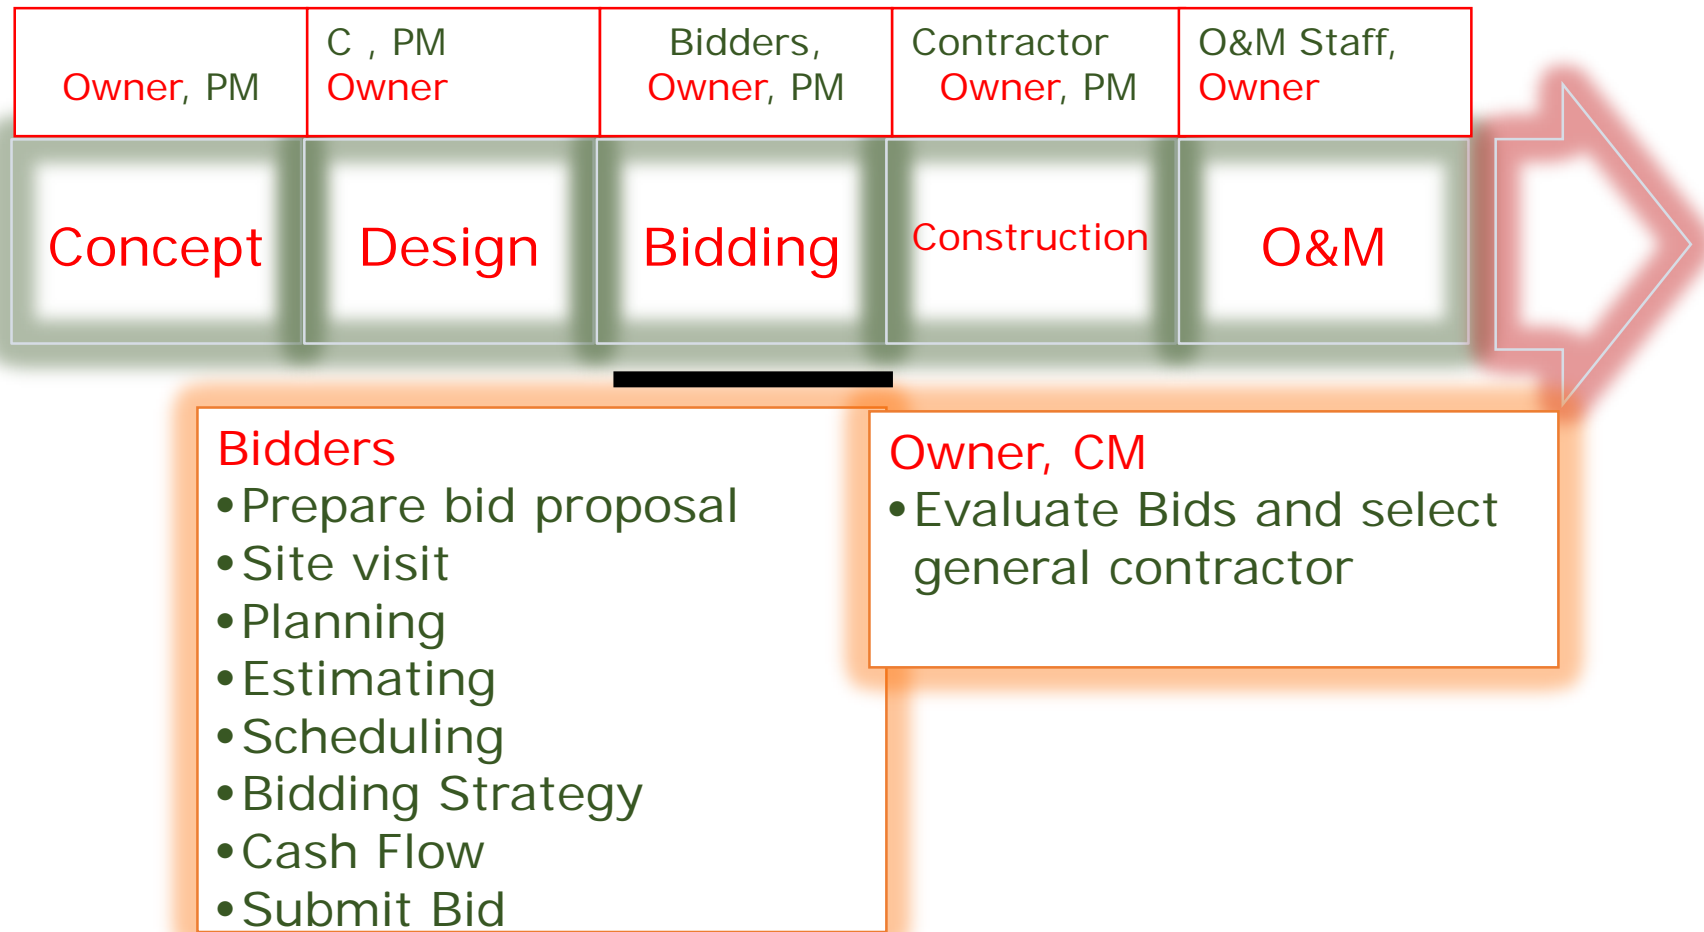 Owner, PM
C , PM
Owner
Bidders,
Owner, PM
Contractor
Owner, PM
O&M Staff,
Owner
Concept
Design
Bidding
Construction
O&M
Bidders
•Prepare bid proposal
•Site visit
•Planning
•Estimating
•Scheduling
•Bidding Strategy
•Cash Flow
•Submit Bid
Owner, CM
•Evaluate Bids and select
general contractor